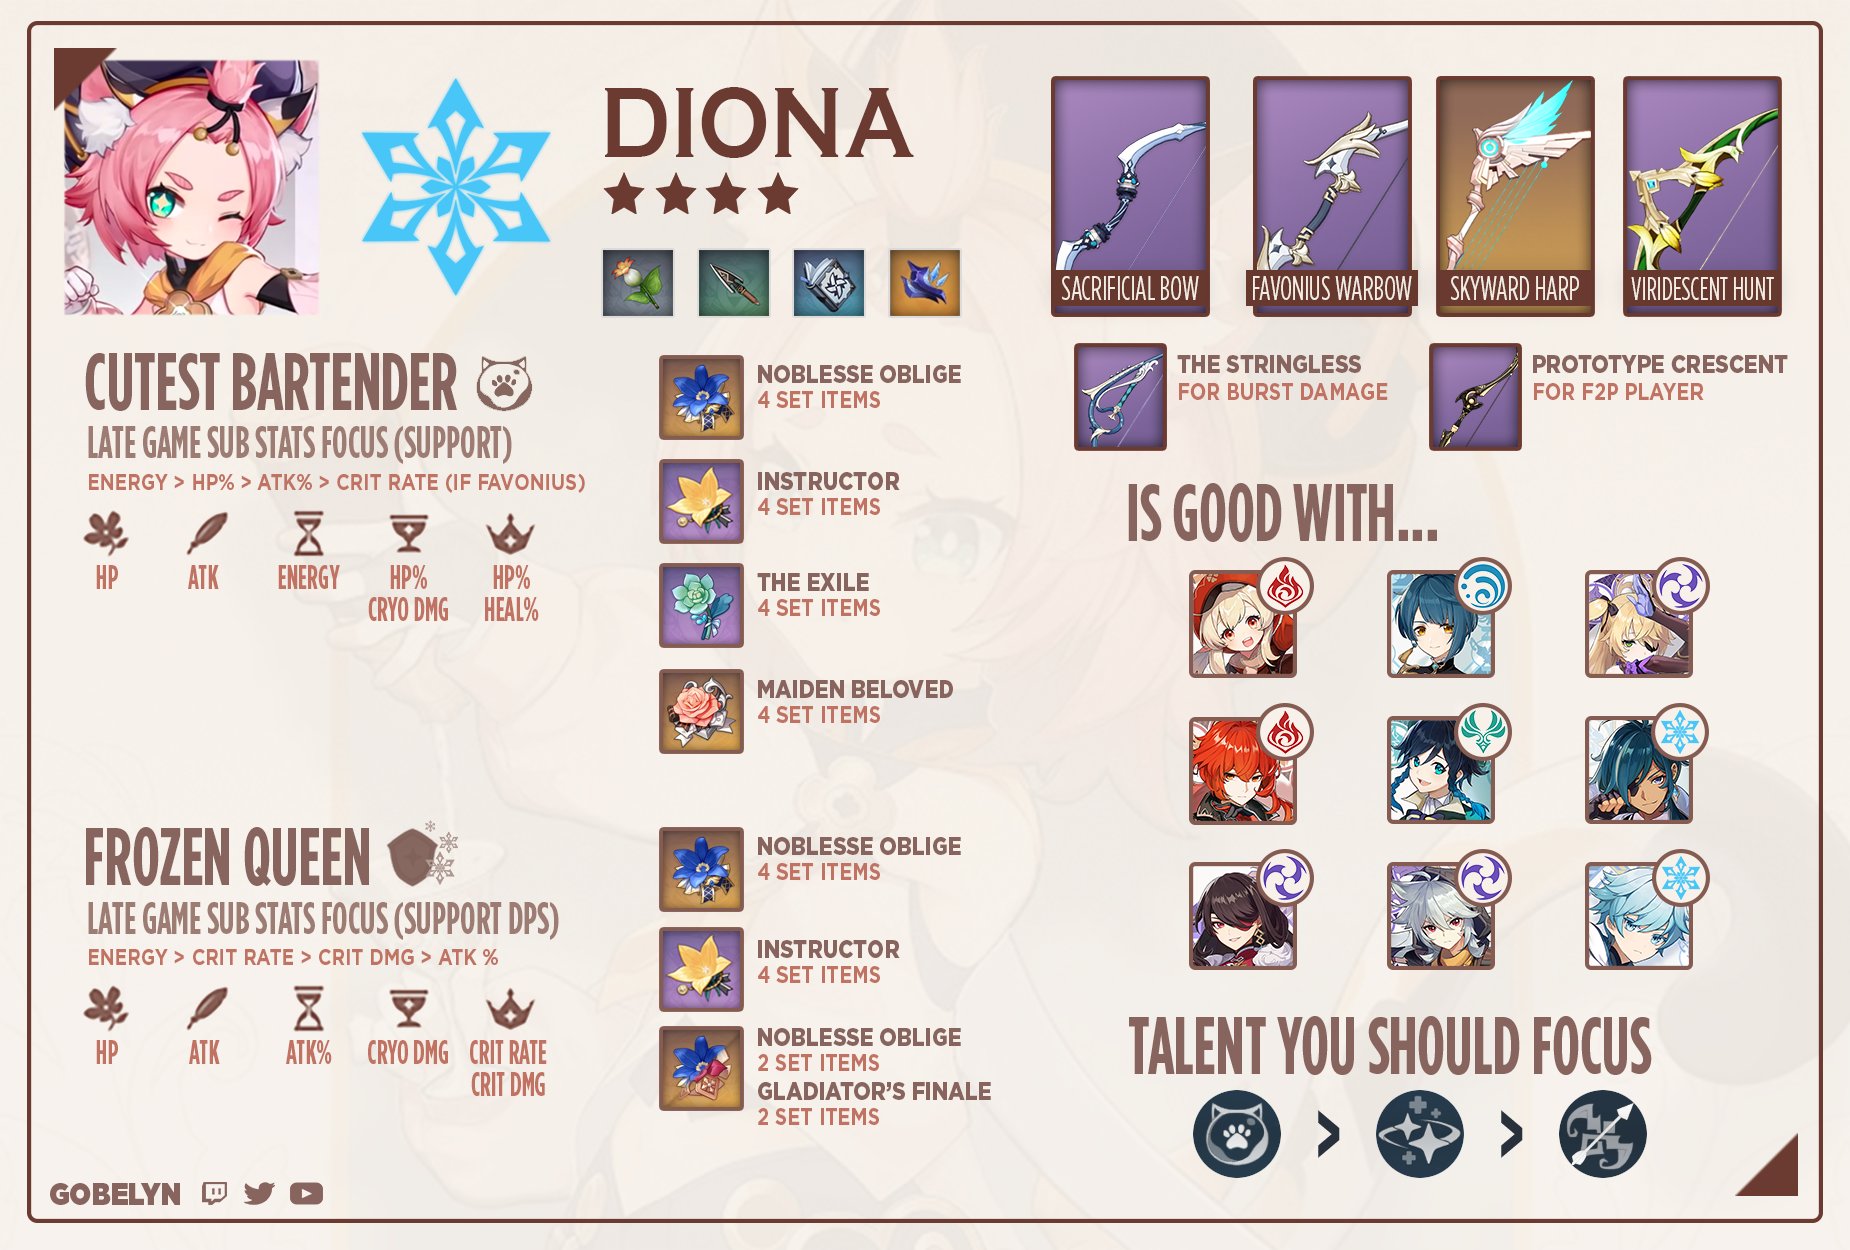 DIONA
SACRIFICIAL BOW
FAVONIUS WARBOW
SKYWARD HARP
VIRIDESCENT HUNT
THE STRINGLESS
FOR BURST DAMAGE
PROTOTYPE CRESCENT
FOR F2P PLAYER
CUTEST BARTENDER
LATE GAME SUB STATS FOCUS (SUPPORT)
ENERGY > HP% > ATK% > CRIT RATE (IF FAVONIUS)
HP
ATK
ENERGY
HP%
CRYO DMG
HP%
HEAL%
NOBLESSE OBLIGE
4 SET ITEMS
INSTRUCTOR
4 SET ITEMS
THE EXILE
4 SET ITEMS
MAIDEN BELOVED
4 SET ITEMS
FROZEN QUEEN
LATE GAME SUB STATS FOCUS (SUPPORT DPS)
ENERGY > CRIT RATE > CRIT DMG > ATK %
HP
ATK
ATK%
CRYO DMG
CRIT RATE
CRIT DMG
NOBLESSE OBLIGE
4 SET ITEMS
INSTRUCTOR
4 SET ITEMS
NOBLESSE OBLIGE
2 SET ITEMS
GLADIATOR'S FINALE
2 SET ITEMS
IS GOOD WITH...
TALENT YOU SHOULD FOCUS
> >
GOBELYN